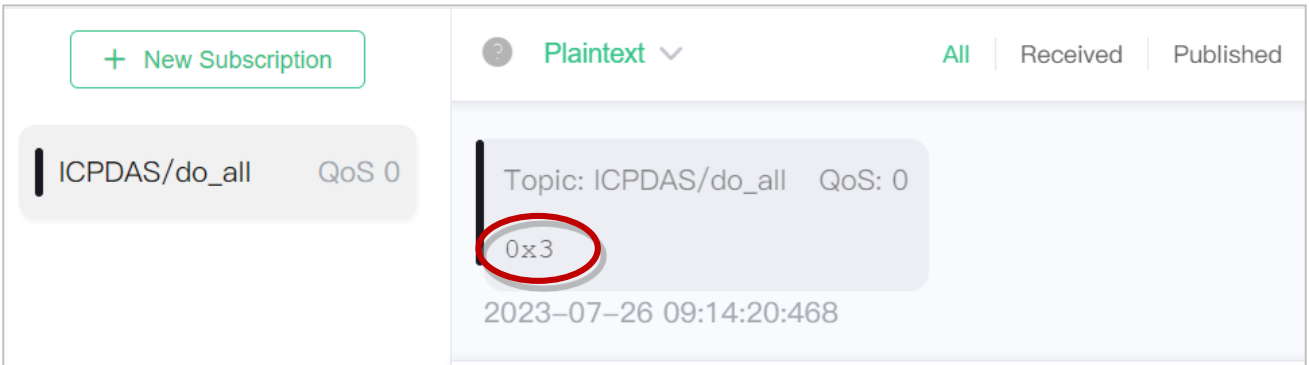 + New Subscription
ICPDAS/do_all QoS 0
? Plaintext All Received Published
Topic: ICPDAS/do_all QoS: 0
0x3
2023-07-26 09:14:20:468